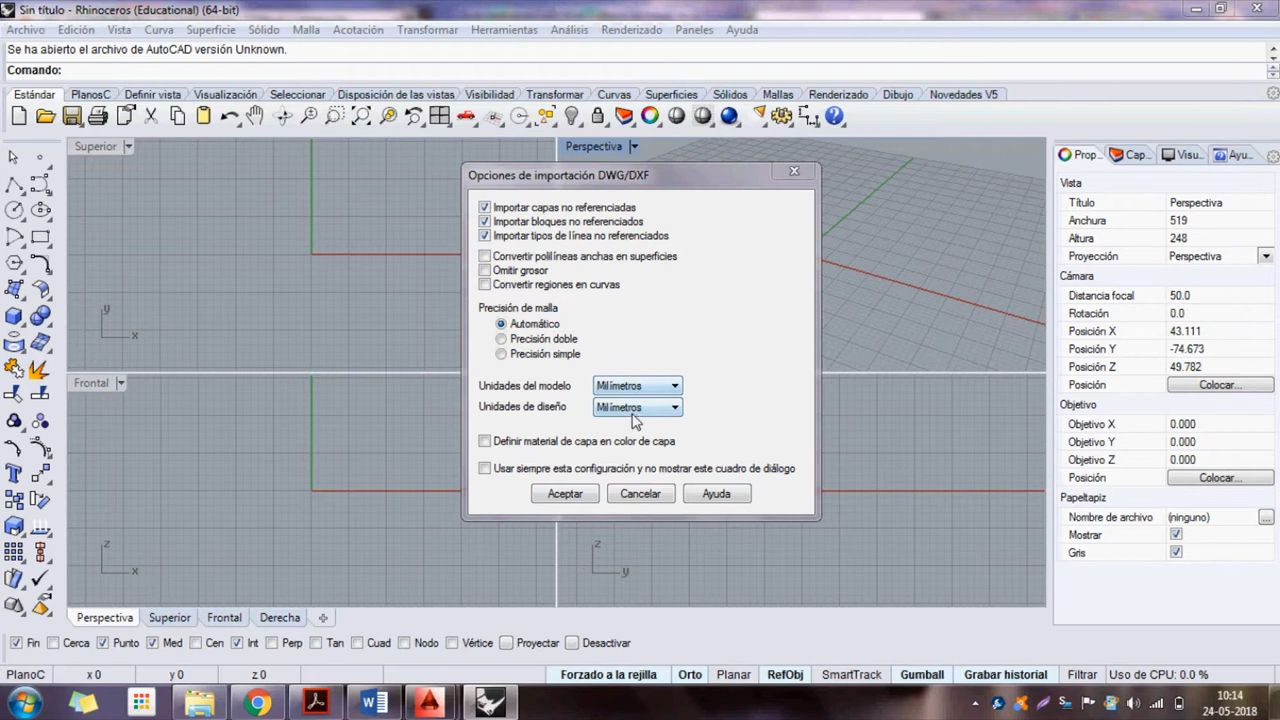 Sin título - Rhinoceros (Educational) (64-bit)
Archivo Edición Vista Curva Superficie Sólido Malla Acotación Transformar Herramientas Análisis Renderizado Paneles Ayuda
Se ha abierto el archivo de AutoCAD versión Unknown.
Comando:
Estándar PlanosC Definir vista Visualización Seleccionar Disposición de las vistas Visibilidad Transformar Curvas Superficies Sólidos Mallas Renderizado Dibujo Novedades V5
Superior
Perspectiva
Prop... Cap... Visu... Ayu...
Opciones de importación DWG/DXF
Importar capas no referenciadas
Importar bloques no referenciados
Importar tipos de línea no referenciados
Convertir polilíneas anchas en superficies
Omitir grosor
Convertir regiones en curvas
Precisión de malla
Automático
Precisión doble
Precisión simple
Unidades del modelo Milímetros
Unidades de diseño Milímetros
Definir material de capa en color de capa
Usar siempre esta configuración y no mostrar este cuadro de diálogo
Aceptar Cancelar Ayuda
y
x
Frontal
z
x
z
y
Vista
Título Perspectiva
Anchura 519
Altura 248
Proyección Perspectiva
Cámara
Distancia focal 50.0
Rotación 0.0
Posición X 43.111
Posición Y -74.673
Posición Z 49.782
Posición Colocar...
Objetivo
Objetivo X 0.000
Objetivo Y 0.000
Objetivo Z 0.000
Posición Colocar...
Papeltapiz
Nombre de archivo (ninguno) ...
Mostrar
Gris
Perspectiva Superior Frontal Derecha
Fin Cerca Punto Med Cen Int Perp Tan Cuad Nodo Vértice Proyectar Desactivar
PlanoC x 0 y 0 z 0 Forzado a la rejilla Orto Planar RefObj SmartTrack Gumball Grabar historial Filtrar Uso de CPU: 0.0 %
10:14
24-05-2018